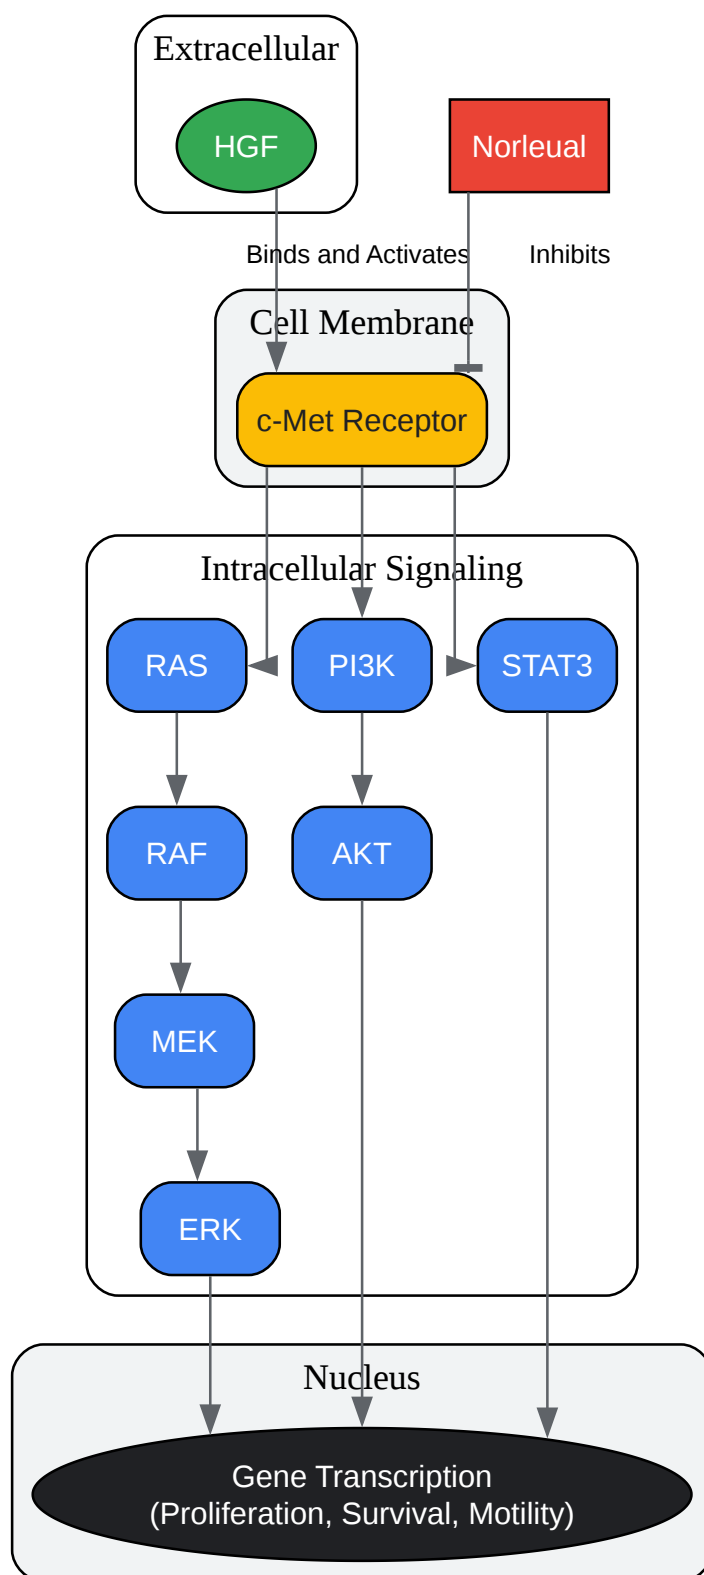 Extracellular
HGF
Norleual
Binds and Activates
Inhibits
Cell Membrane
c-Met Receptor
Intracellular Signaling
RAS
PI3K
STAT3
RAF
AKT
MEK
ERK
Nucleus
Gene Transcription
(Proliferation, Survival, Motility)